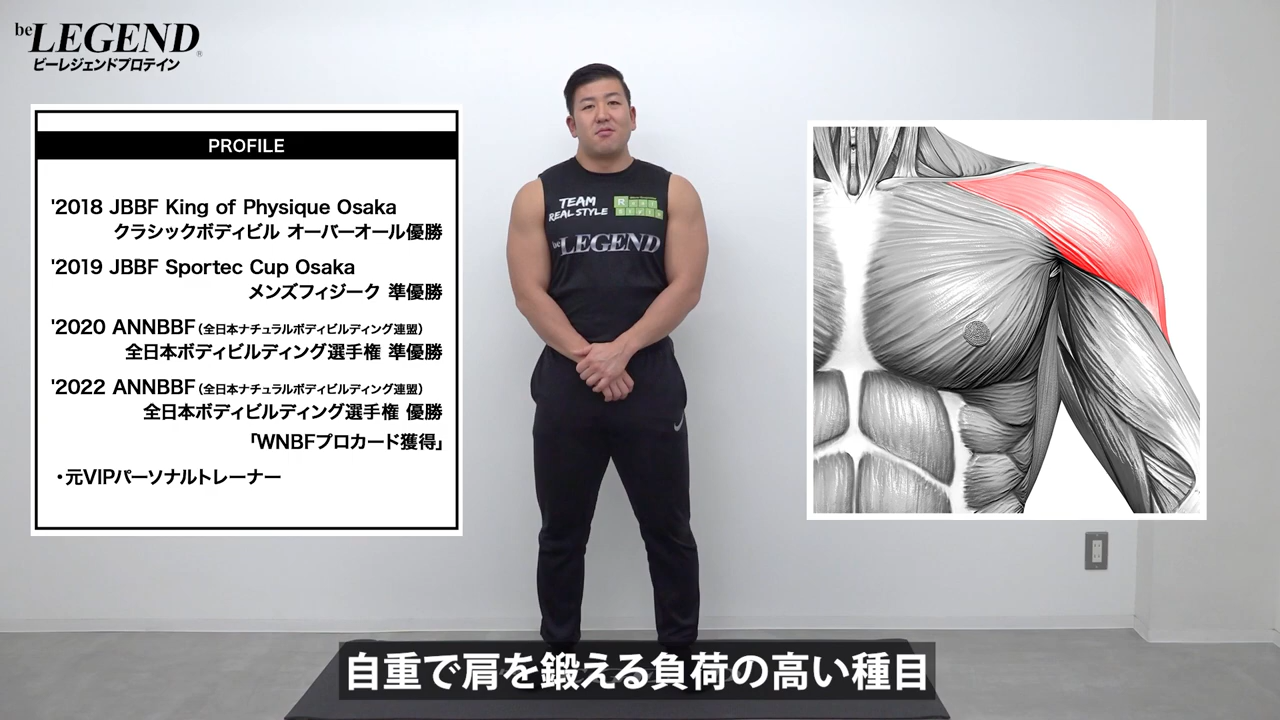 be LEGEND®
ビーレジェンドプロテイン
PROFILE
'2018 JBBF King of Physique Osaka
クラシックボディビル オーバーオール優勝
'2019 JBBF Sportec Cup Osaka
メンズフィジーク 準優勝
'2020 ANNBBF(全日本ナチュラルボディビルディング連盟)
全日本ボディビルディング選手権 準優勝
'2022 ANNBBF(全日本ナチュラルボディビルディング連盟)
全日本ボディビルディング選手権 優勝
「WNBFプロカード獲得」
・元VIPパーソナルトレーナー
TEAM
REAL STYLE
Real
Style
be LEGEND
自重で肩を鍛える負荷の高い種目